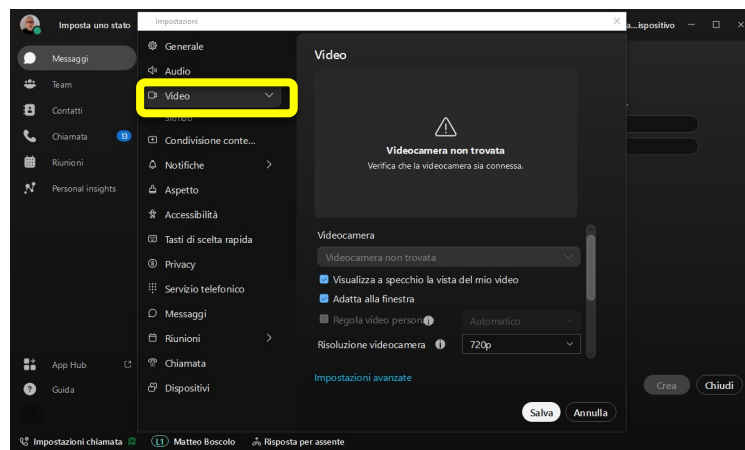 Imposta uno stato
Messaggi
Team
Contatti
Chiamata 13
Riunioni
Personal insights
App Hub
Guida
Impostazioni chiamata
L1 Matteo Boscolo
Risposta per assente
Impostazioni
Generale
Audio
Video
Sfondo
Condivisione conte...
Notifiche
Aspetto
Accessibilità
Tasti di scelta rapida
Privacy
Servizio telefonico
Messaggi
Riunioni
Chiamata
Dispositivi
Video
Videocamera non trovata
Verifica che la videocamera sia connessa.
Videocamera
Videocamera non trovata
Visualizza a specchio la vista del mio video
Adatta alla finestra
Regola video person
Automatico
Risoluzione videocamera
720p
Impostazioni avanzate
Salva
Annulla
a...ispositivo
Crea
Chiudi